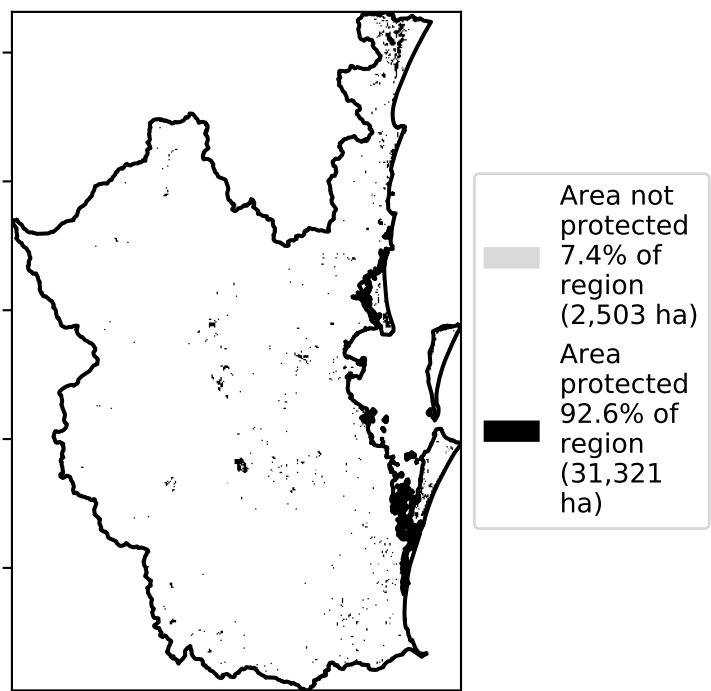 Area not
protected
7.4% of
region
(2,503 ha)
Area
protected
92.6% of
region
(31,321
ha)